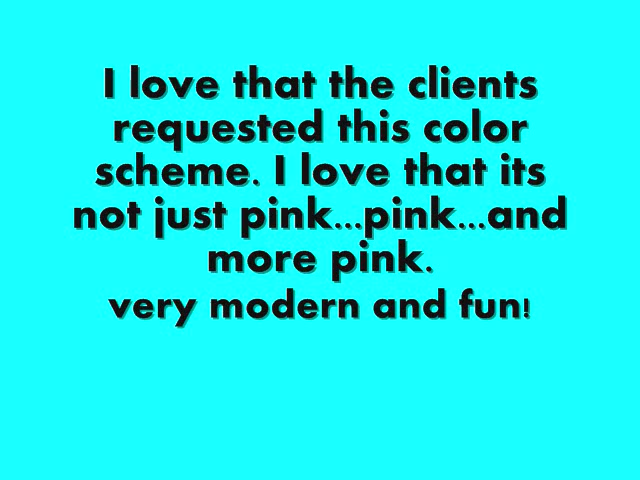 I love that the clients
requested this color
scheme. I love that its
not just pink...pink...and
more pink.
very modern and fun!